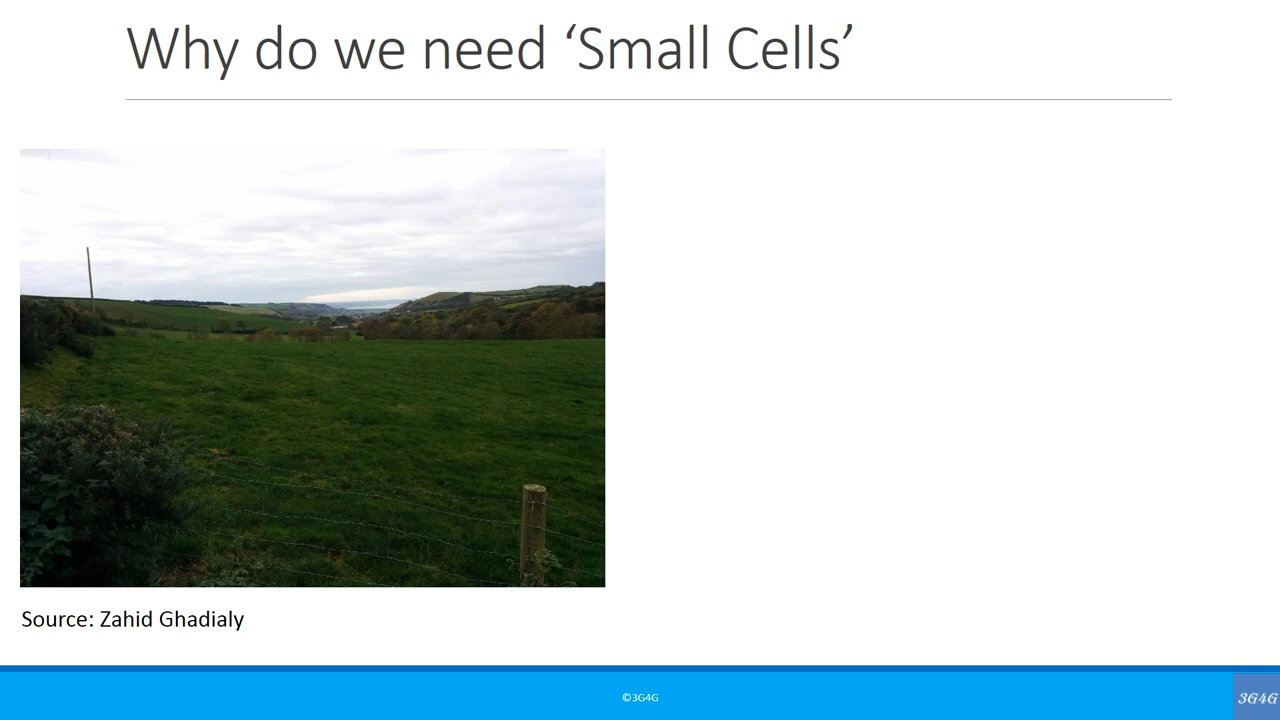 Why do we need ‘Small Cells’
Source: Zahid Ghadialy
©3G4G
3G4G